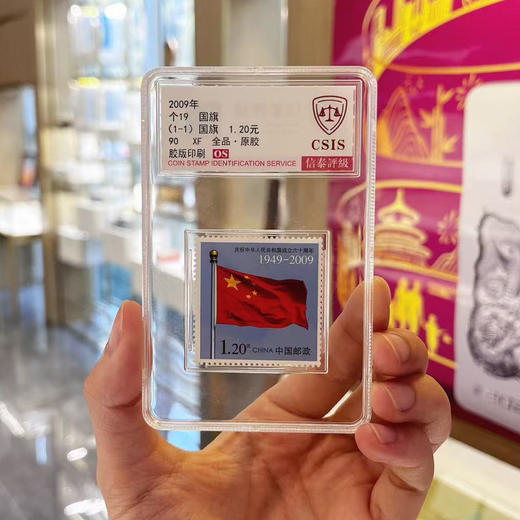 2009年
个19 国旗
(1-1) 国旗 1.20元
90 XF 全品·原胶
胶版印刷 OS
COIN STAMP IDENTIFICATION SERVICE
CSIS
信泰評級
庆祝中华人民共和国成立六十周年
1949-2009
1.20元 CHINA 中国邮政